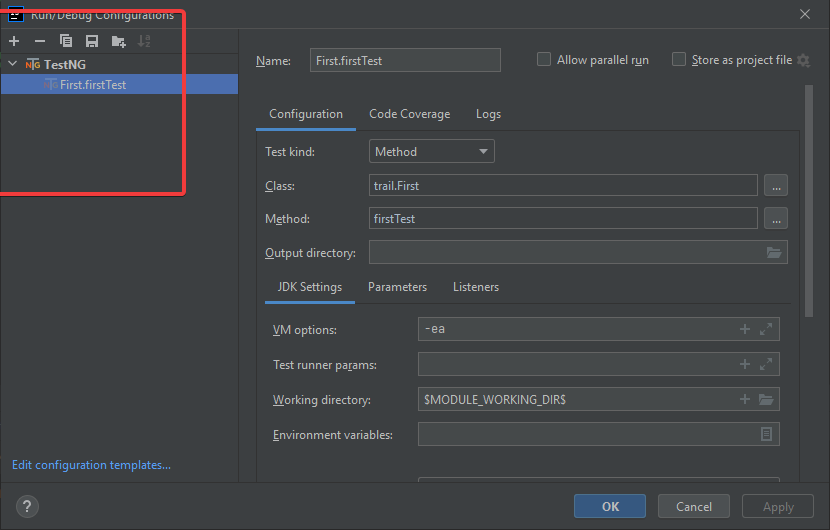 Run/Debug Configurations
TestNG
First.firstTest
Edit configuration templates...
Name: First.firstTest
Allow parallel run
Store as project file
Configuration Code Coverage Logs
Test kind: Method
Class: trail.First ...
Method: firstTest ...
Output directory:
JDK Settings Parameters Listeners
VM options: -ea
Test runner params:
Working directory: $MODULE_WORKING_DIR$
Environment variables:
? OK Cancel Apply